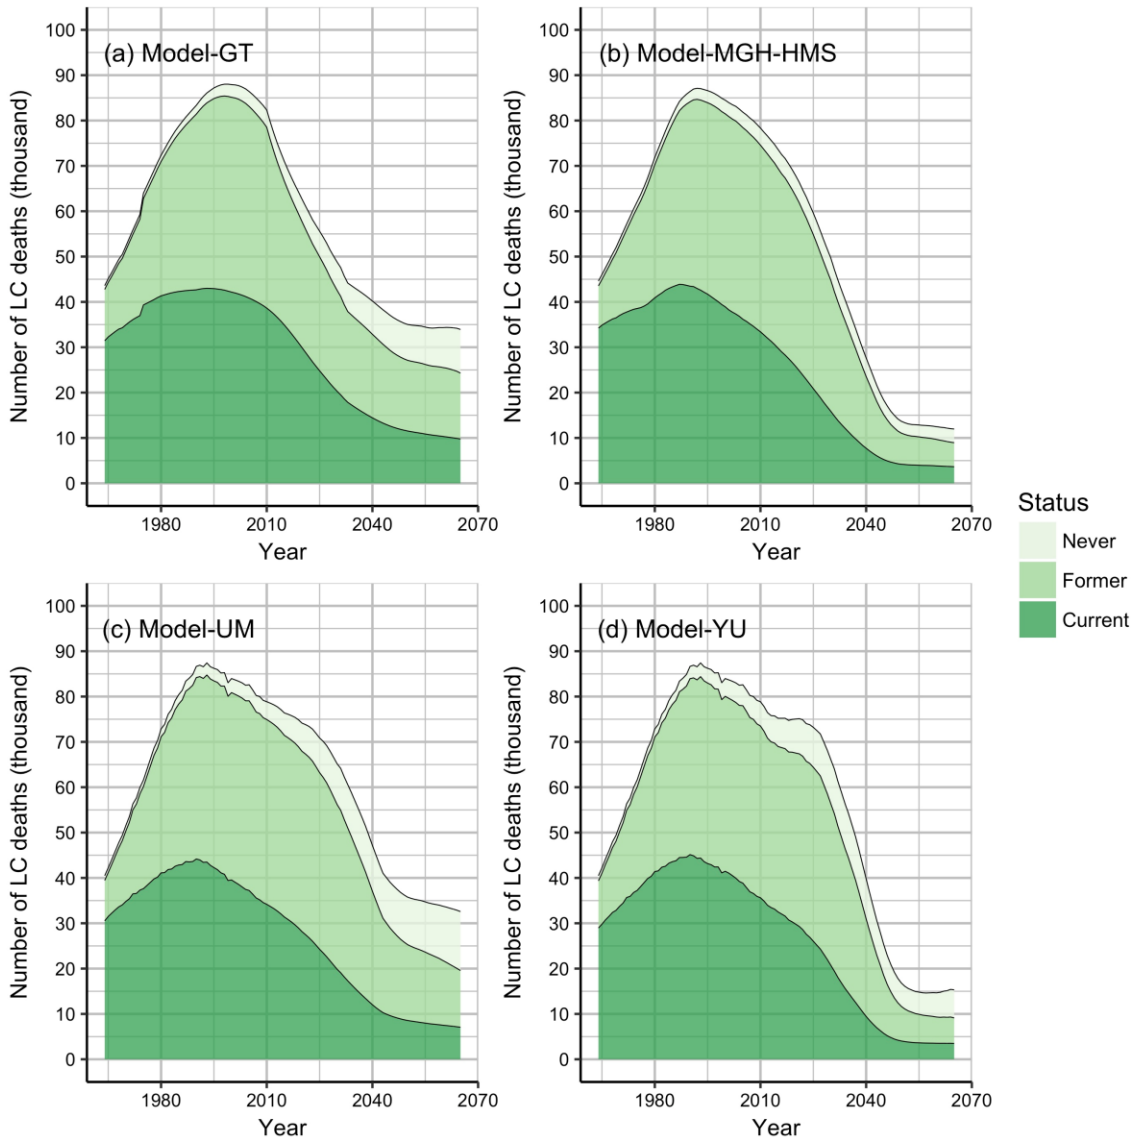 (a) Model-GT
Number of LC deaths (thousand)
100
90
80
70
60
50
40
30
20
10
0
1980 2010 2040 2070
Year
(b) Model-MGH-HMS
Number of LC deaths (thousand)
100
90
80
70
60
50
40
30
20
10
0
1980 2010 2040 2070
Year
(c) Model-UM
Number of LC deaths (thousand)
100
90
80
70
60
50
40
30
20
10
0
1980 2010 2040 2070
Year
(d) Model-YU
Number of LC deaths (thousand)
100
90
80
70
60
50
40
30
20
10
0
1980 2010 2040 2070
Year
Status
Never
Former
Current